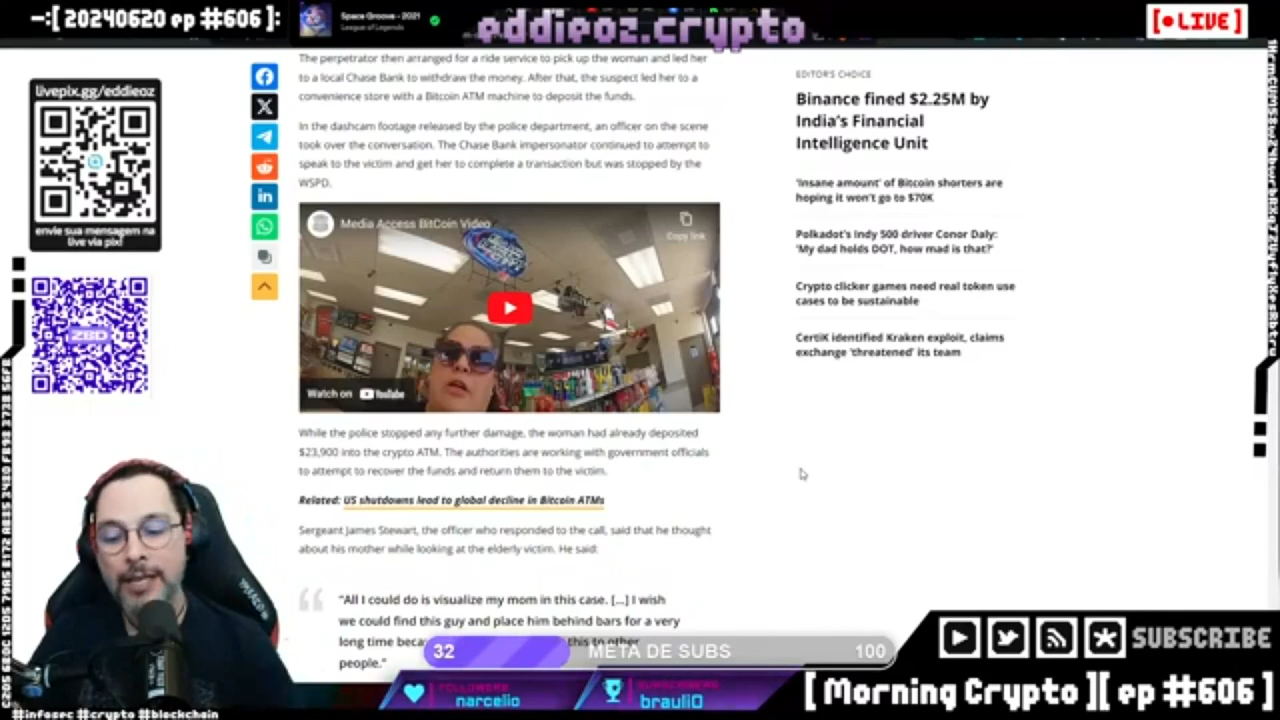 -:[ 20240620 ep #606 ]:
Space Groove - 2021
League of Legends
eddieoz.crypto
[•LIVE]
livepix.gg/eddieoz
envie sua mensagem na
live via pix!
ZBD
The perpetrator then arranged for a ride service to pick up the woman and led her
to a local Chase Bank to withdraw the money. After that, the suspect led her to a
convenience store with a Bitcoin ATM machine to deposit the funds.
In the dashcam footage released by the police department, an officer on the scene
took over the conversation. The Chase Bank impersonator continued to attempt to
speak to the victim and get her to complete a transaction but was stopped by the
WSPD.
Media Access BitCoin Video
Copy link
Watch on YouTube
While the police stopped any further damage, the woman had already deposited
$23,900 into the crypto ATM. The authorities are working with government officials
to attempt to recover the funds and return them to the victim.
Related: US shutdowns lead to global decline in Bitcoin ATMs
Sergeant James Stewart, the officer who responded to the call, said that he thought
about his mother while looking at the elderly victim. He said:
"All I could do is visualize my mom in this case. [...] I wish
we could find this guy and place him behind bars for a very
long time beca this to other
people."
EDITOR'S CHOICE
Binance fined $2.25M by
India's Financial
Intelligence Unit
'Insane amount' of Bitcoin shorters are
hoping it won't go to $70K
Polkadot's Indy 500 driver Conor Daly:
'My dad holds DOT, how mad is that?'
Crypto clicker games need real token use
cases to be sustainable
CertiK identified Kraken exploit, claims
exchange 'threatened' its team
32 META DE SUBS 100
FOLLOWERS
narcelio
SUBSCRIBERS
brauli0
SUBSCRIBE
[ Morning Crypto ][ ep #606 ]
#infosec #crypto #blockchain